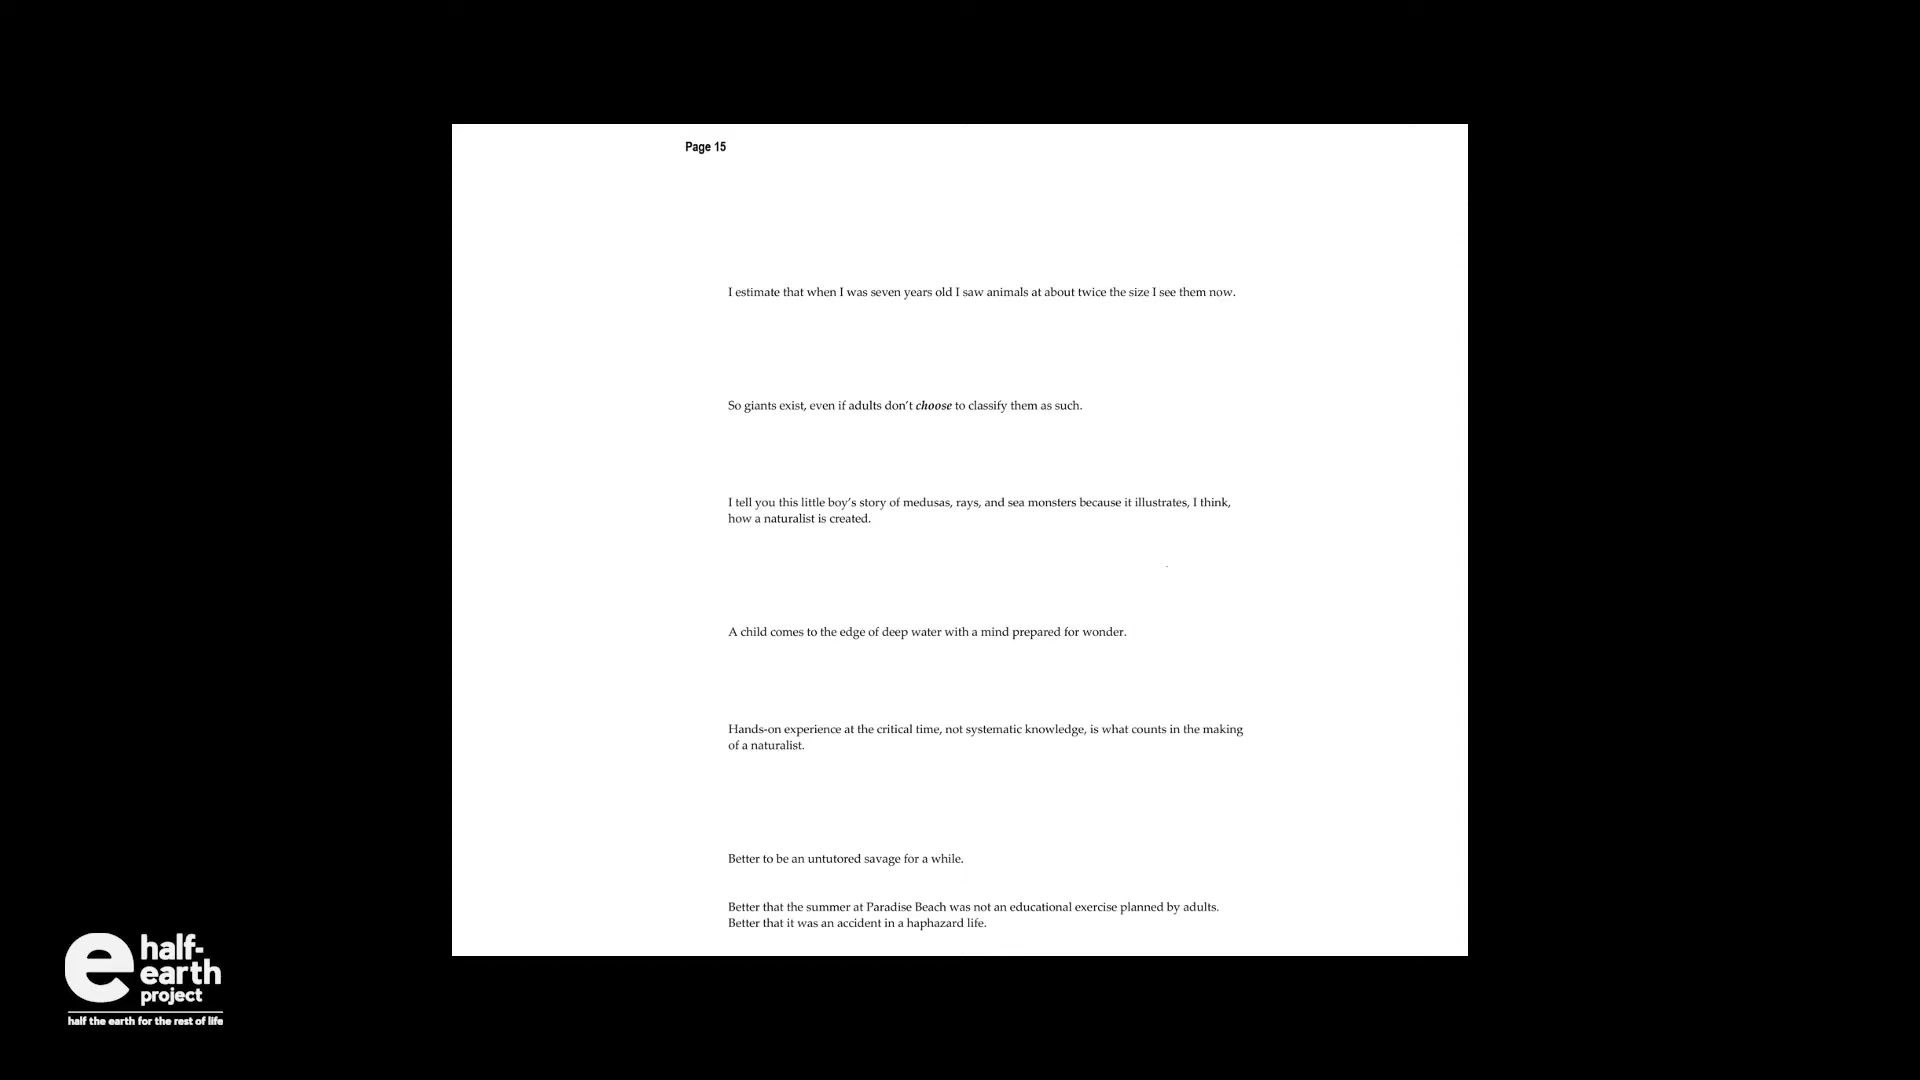 Page 15
I estimate that when I was seven years old I saw animals at about twice the size I see them now.
So giants exist, even if adults don’t choose to classify them as such.
I tell you this little boy’s story of medusas, rays, and sea monsters because it illustrates, I think,
how a naturalist is created.
A child comes to the edge of deep water with a mind prepared for wonder.
Hands-on experience at the critical time, not systematic knowledge, is what counts in the making
of a naturalist.
Better to be an untutored savage for a while.
Better that the summer at Paradise Beach was not an educational exercise planned by adults.
Better that it was an accident in a haphazard life.
half-
earth
project
half the earth for the rest of life